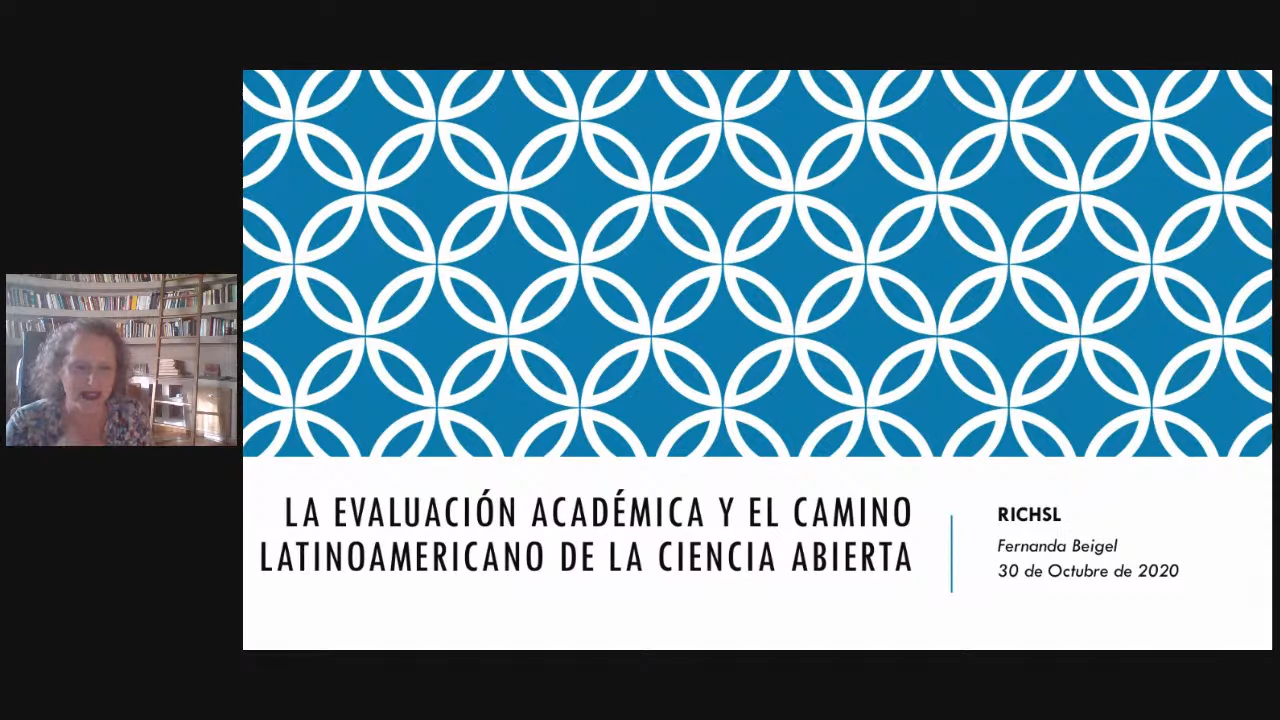 LA EVALUACIÓN ACADÉMICA Y EL CAMINO
LATINOAMERICANO DE LA CIENCIA ABIERTA
RICHSL
Fernanda Beigel
30 de Octubre de 2020